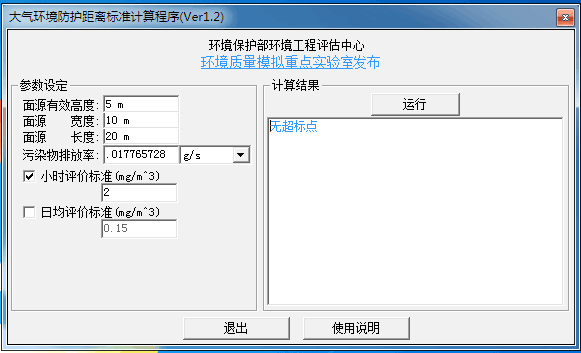 大气环境防护距离标准计算程序(Ver1.2)
环境保护部环境工程评估中心
环境质量模拟重点实验室发布
参数设定
面源有效高度: 5 m
面源 宽度: 10 m
面源 长度: 20 m
污染物排放率: .017765728 g/s
小时评价标准(mg/m^3)
2
日均评价标准(mg/m^3)
0.15
计算结果
运行
无超标点
退出 使用说明